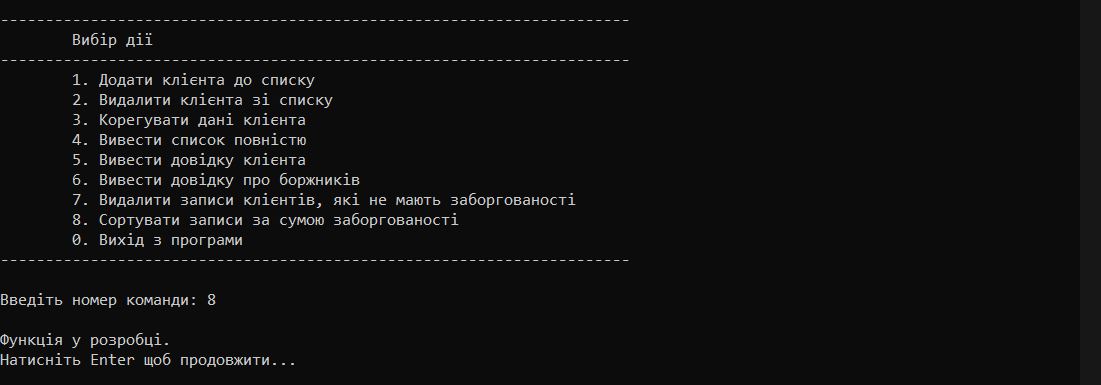 ----------------------------------------------------------------------
Вибір дії
----------------------------------------------------------------------
1. Додати клієнта до списку
2. Видалити клієнта зі списку
3. Корегувати дані клієнта
4. Вивести список повністю
5. Вивести довідку клієнта
6. Вивести довідку про боржників
7. Видалити записи клієнтів, які не мають заборгованості
8. Сортувати записи за сумою заборгованості
0. Вихід з програми
----------------------------------------------------------------------
Введіть номер команди: 8
Функція у розробці.
Натисніть Enter щоб продовжити...